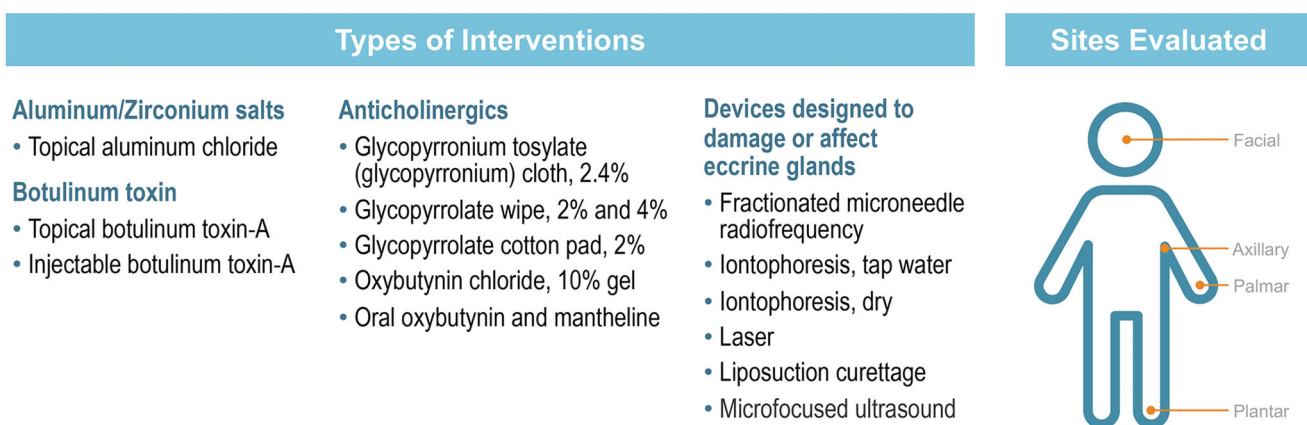 Types of Interventions
Aluminum/Zirconium salts
• Topical aluminum chloride
Botulinum toxin
• Topical botulinum toxin-A
• Injectable botulinum toxin-A
Anticholinergics
• Glycopyrronium tosylate
(glycopyrronium) cloth, 2.4%
• Glycopyrrolate wipe, 2% and 4%
• Glycopyrrolate cotton pad, 2%
• Oxybutynin chloride, 10% gel
• Oral oxybutynin and mantheline
Devices designed to
damage or affect
eccrine glands
• Fractionated microneedle
radiofrequency
• Iontophoresis, tap water
• Iontophoresis, dry
• Laser
• Liposuction curettage
• Microfocused ultrasound
Sites Evaluated
Facial
Axillary
Palmar
Plantar